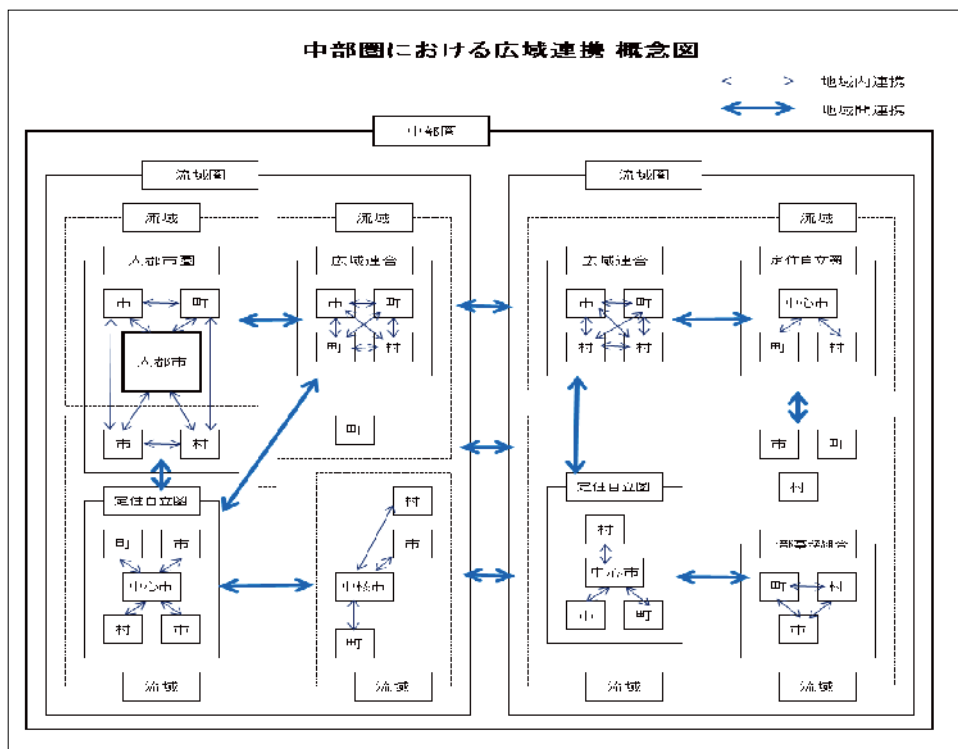 中部圏における広域連携 概念図
地域内連携
地域間連携
中部圏
流域圏
流域圏
流域
流域
流域
大都市圏
広域連合
広域連合
定住自立圏
市
町
市
町
市
町
中心市
大都市
町
村
村
村
町
村
市
村
町
市
町
村
定住自立圏
定住自立圏
一部事務組合
町
市
村
市
村
中心市
中核市
中心市
町
村
村
市
町
市
町
市
流域
流域
流域
流域